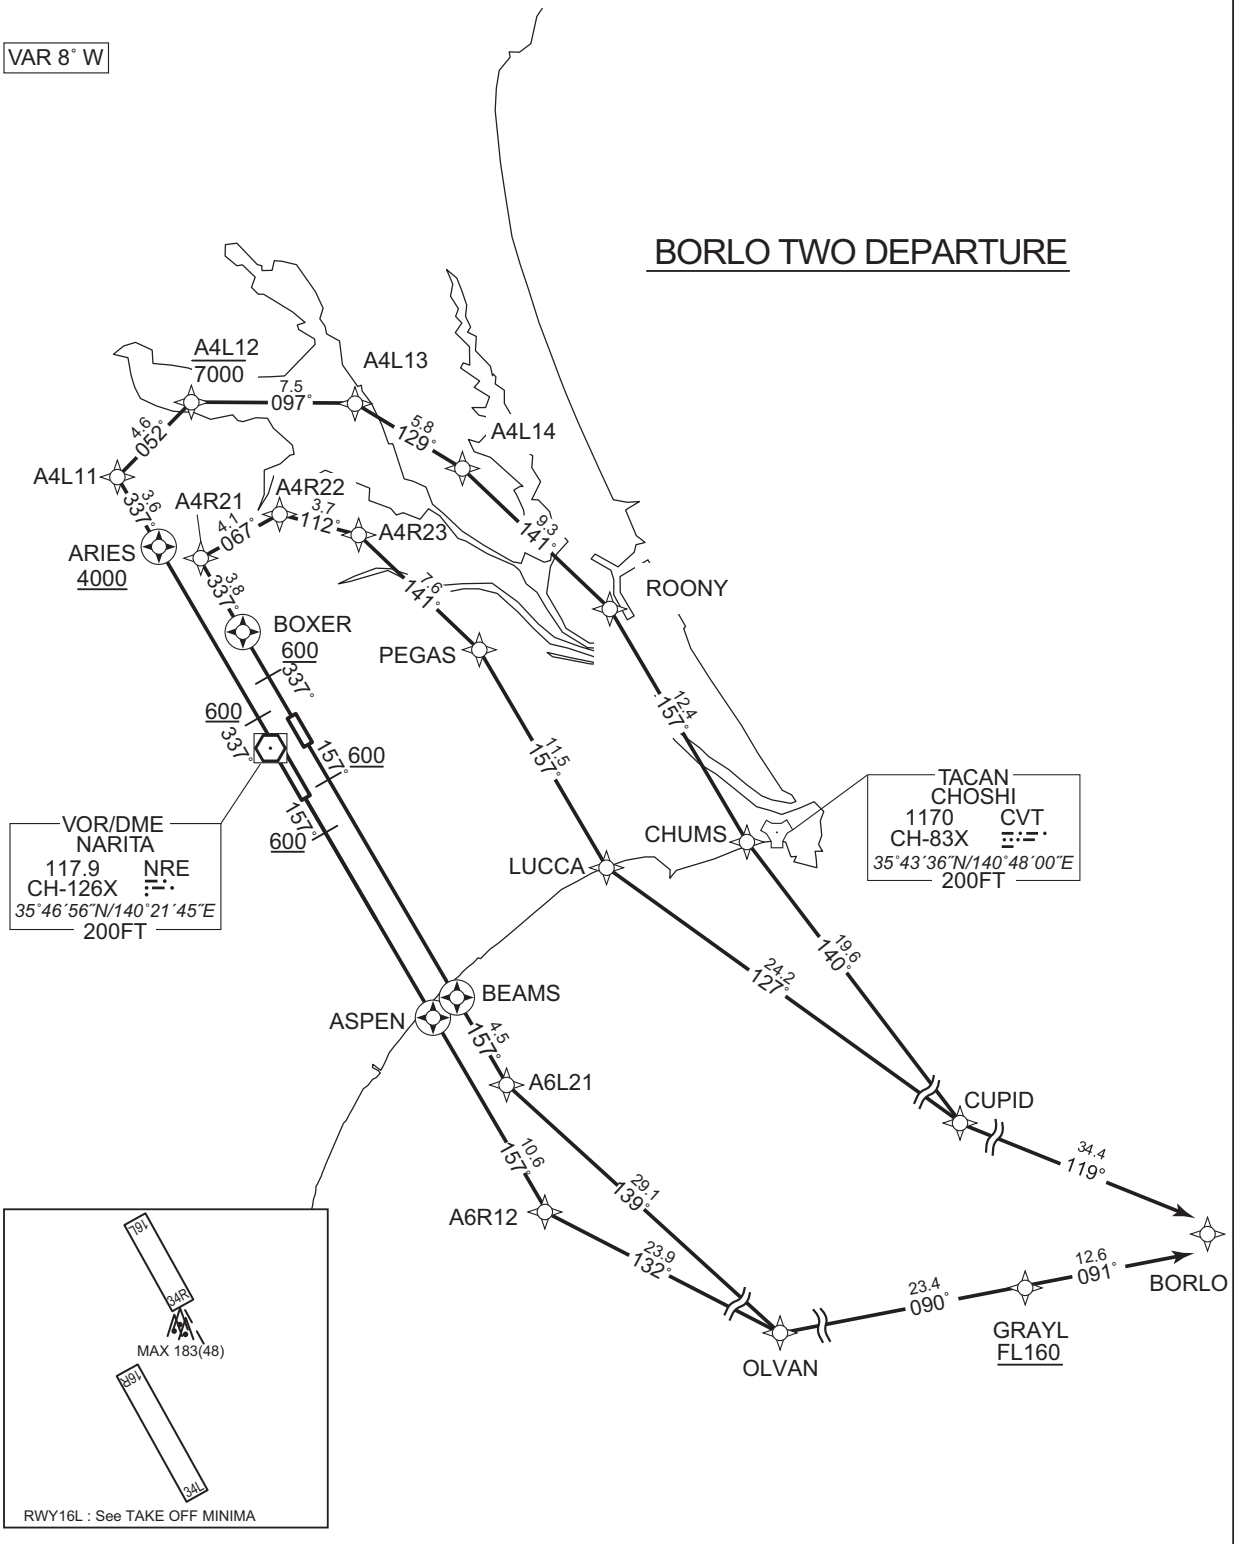 VAR 8° W
BORLO TWO DEPARTURE
A4L12
7000
A4L13
7.5
097°
5.8
129°
A4L14
4.6
052°
A4L11
3.6
337°
A4R21
A4R22
3.7
112°
A4R23
4.1
067°
9.3
141°
ARIES
4000
3.8
337°
7.6
141°
ROONY
BOXER
600
337°
PEGAS
12.4
157°
600
337°
157°
600
11.5
157°
TACAN
CHOSHI
1170 CVT
CH-83X
35°43′36″N/140°48′00″E
200FT
VOR/DME
NARITA
117.9 NRE
CH-126X
35°46′56″N/140°21′45″E
200FT
157°
600
CHUMS
LUCCA
19.6
140°
24.2
127°
BEAMS
ASPEN
4.5
157°
A6L21
CUPID
10.6
157°
34.4
119°
29.1
139°
A6R12
23.9
132°
BORLO
12.6
091°
23.4
090°
GRAYL
FL160
OLVAN
16L
34R
MAX 183(48)
16R
34L
RWY16L : See TAKE OFF MINIMA